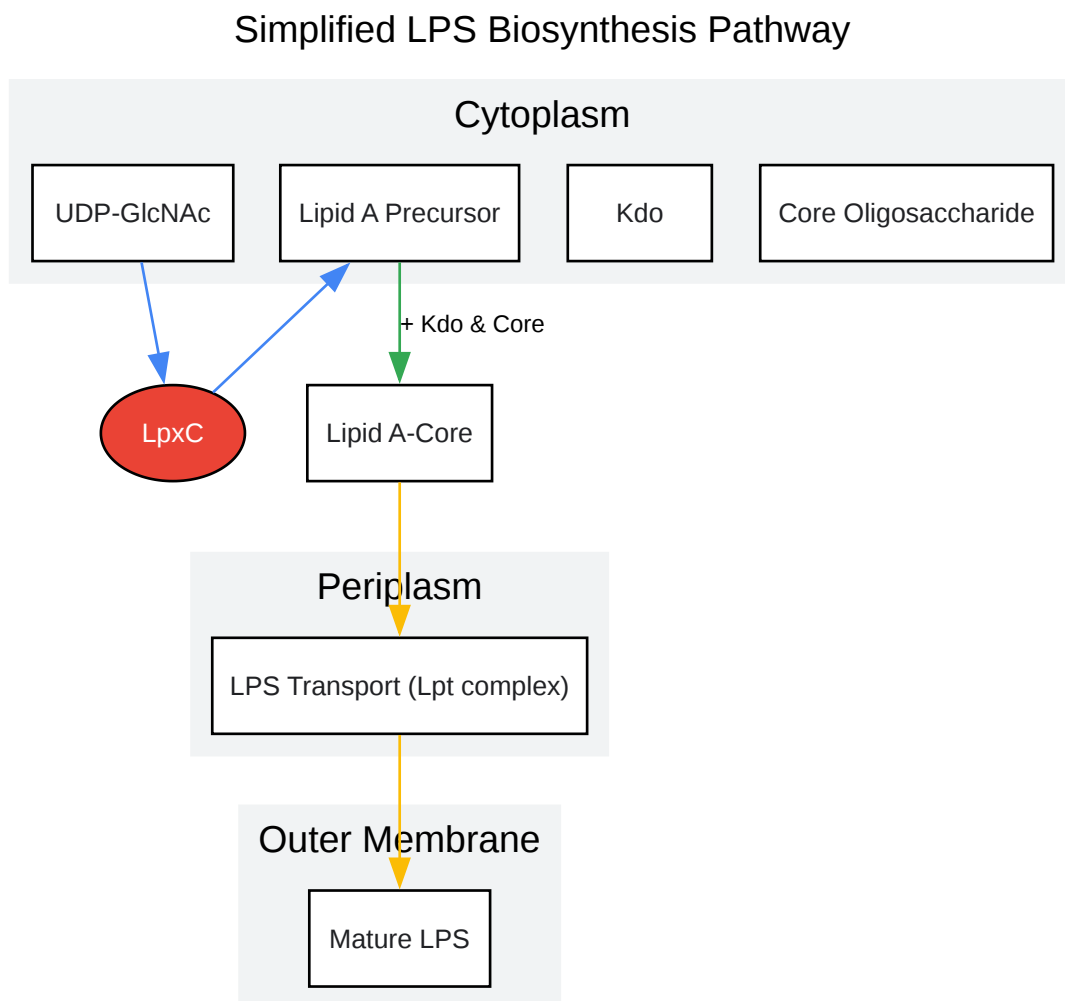 Simplified LPS Biosynthesis Pathway
Cytoplasm
UDP-GlcNAc
Lipid A Precursor
Kdo
Core Oligosaccharide
+ Kdo & Core
LpxC
Lipid A-Core
Periplasm
LPS Transport (Lpt complex)
Outer Membrane
Mature LPS